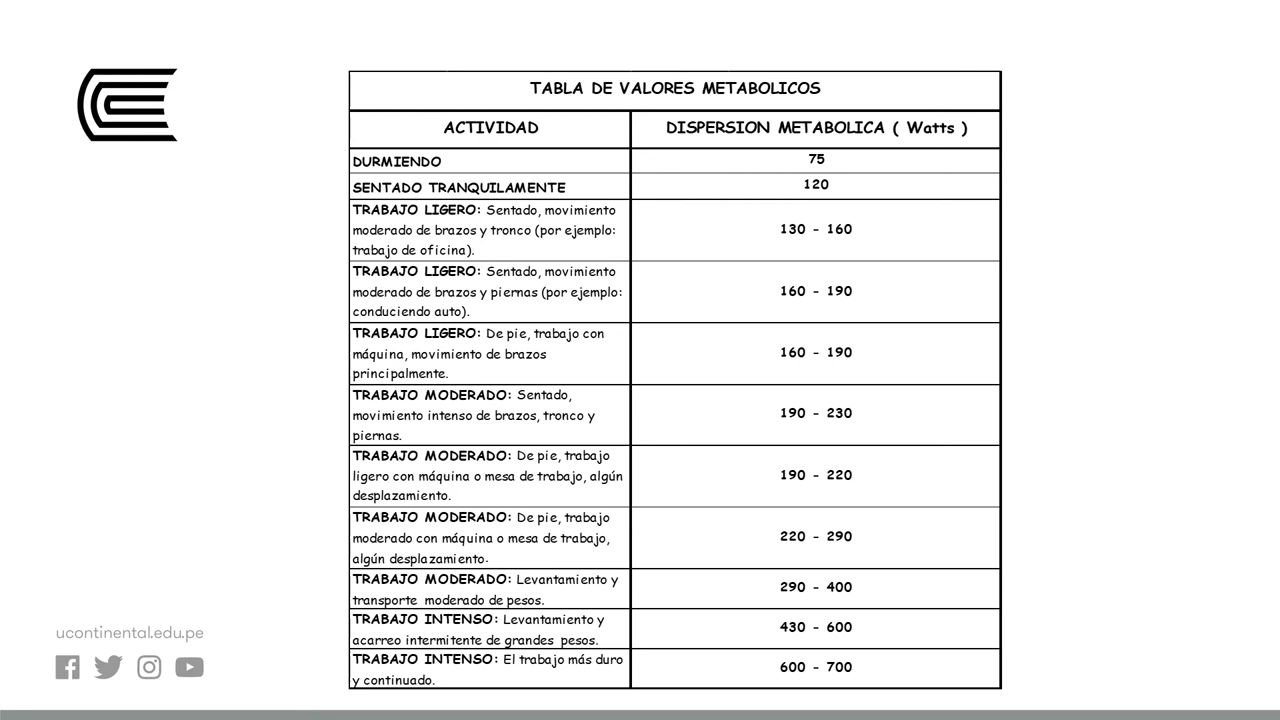 TABLA DE VALORES METABOLICOS
ACTIVIDAD
DISPERSION METABOLICA ( Watts )
DURMIENDO
75
SENTADO TRANQUILAMENTE
120
TRABAJO LIGERO: Sentado, movimiento
moderado de brazos y tronco (por ejemplo:
trabajo de oficina).
130 - 160
TRABAJO LIGERO: Sentado, movimiento
moderado de brazos y piernas (por ejemplo:
conduciendo auto).
160 - 190
TRABAJO LIGERO: De pie, trabajo con
máquina, movimiento de brazos
principalmente.
160 - 190
TRABAJO MODERADO: Sentado,
movimiento intenso de brazos, tronco y
piernas.
190 - 230
TRABAJO MODERADO: De pie, trabajo
ligero con máquina o mesa de trabajo, algún
desplazamiento.
190 - 220
TRABAJO MODERADO: De pie, trabajo
moderado con máquina o mesa de trabajo,
algún desplazamiento.
220 - 290
TRABAJO MODERADO: Levantamiento y
transporte moderado de pesos.
290 - 400
TRABAJO INTENSO: Levantamiento y
acarreo intermitente de grandes pesos.
430 - 600
TRABAJO INTENSO: El trabajo más duro
y continuado.
600 - 700
ucontinental.edu.pe